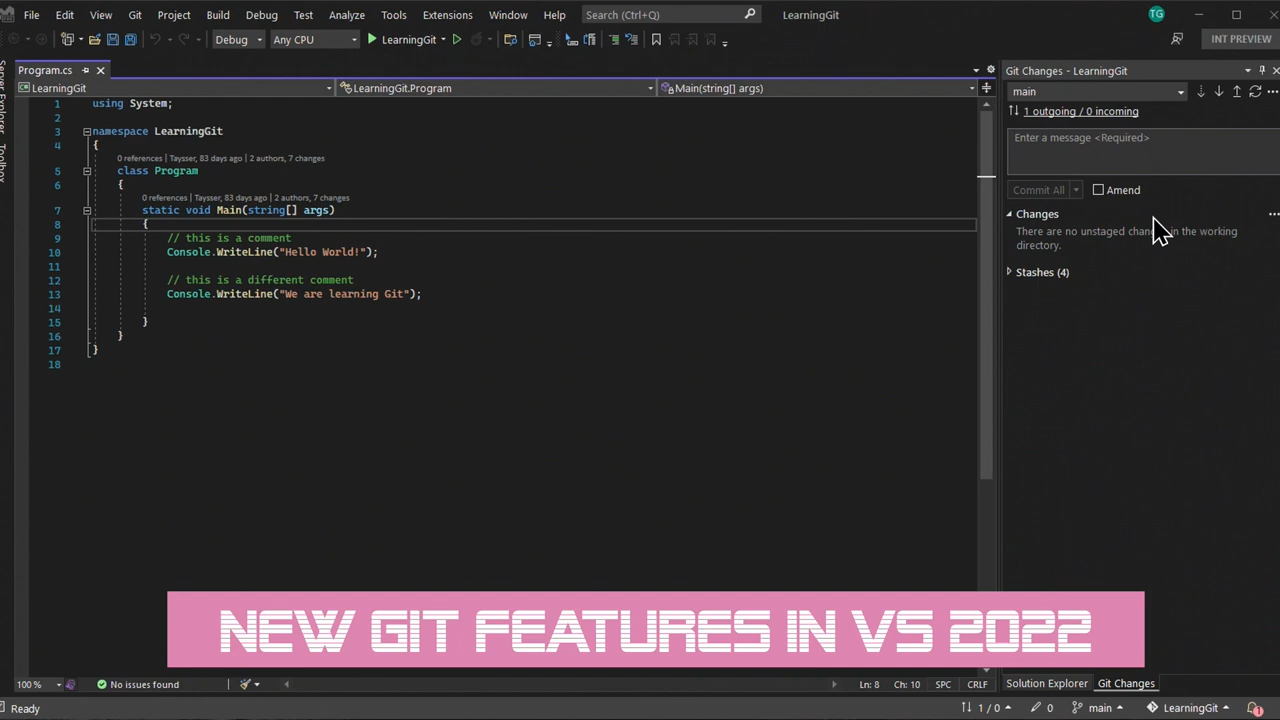 File Edit View Git Project Build Debug Test Analyze Tools Extensions Window Help Search (Ctrl+Q) LearningGit TG
Debug Any CPU LearningGit INT PREVIEW
Server Explorer
Toolbox
Program.cs
LearningGit LearningGit.Program Main(string[] args)
1 using System;
2
3 namespace LearningGit
4 {
0 references | Taysser, 83 days ago | 2 authors, 7 changes
5 class Program
6 {
0 references | Taysser, 83 days ago | 2 authors, 7 changes
7 static void Main(string[] args)
8 {
9 // this is a comment
10 Console.WriteLine("Hello World!");
11
12 // this is a different comment
13 Console.WriteLine("We are learning Git");
14
15 }
16 }
17 }
18
Git Changes - LearningGit
main
1 outgoing / 0 incoming
Enter a message <Required>
Commit All Amend
Changes
There are no unstaged changes in the working
directory.
Stashes (4)
NEW GIT FEATURES IN VS 2022
100 % No issues found Ln: 8 Ch: 10 SPC CRLF
Solution Explorer Git Changes
Ready 1 / 0 0 main LearningGit 1